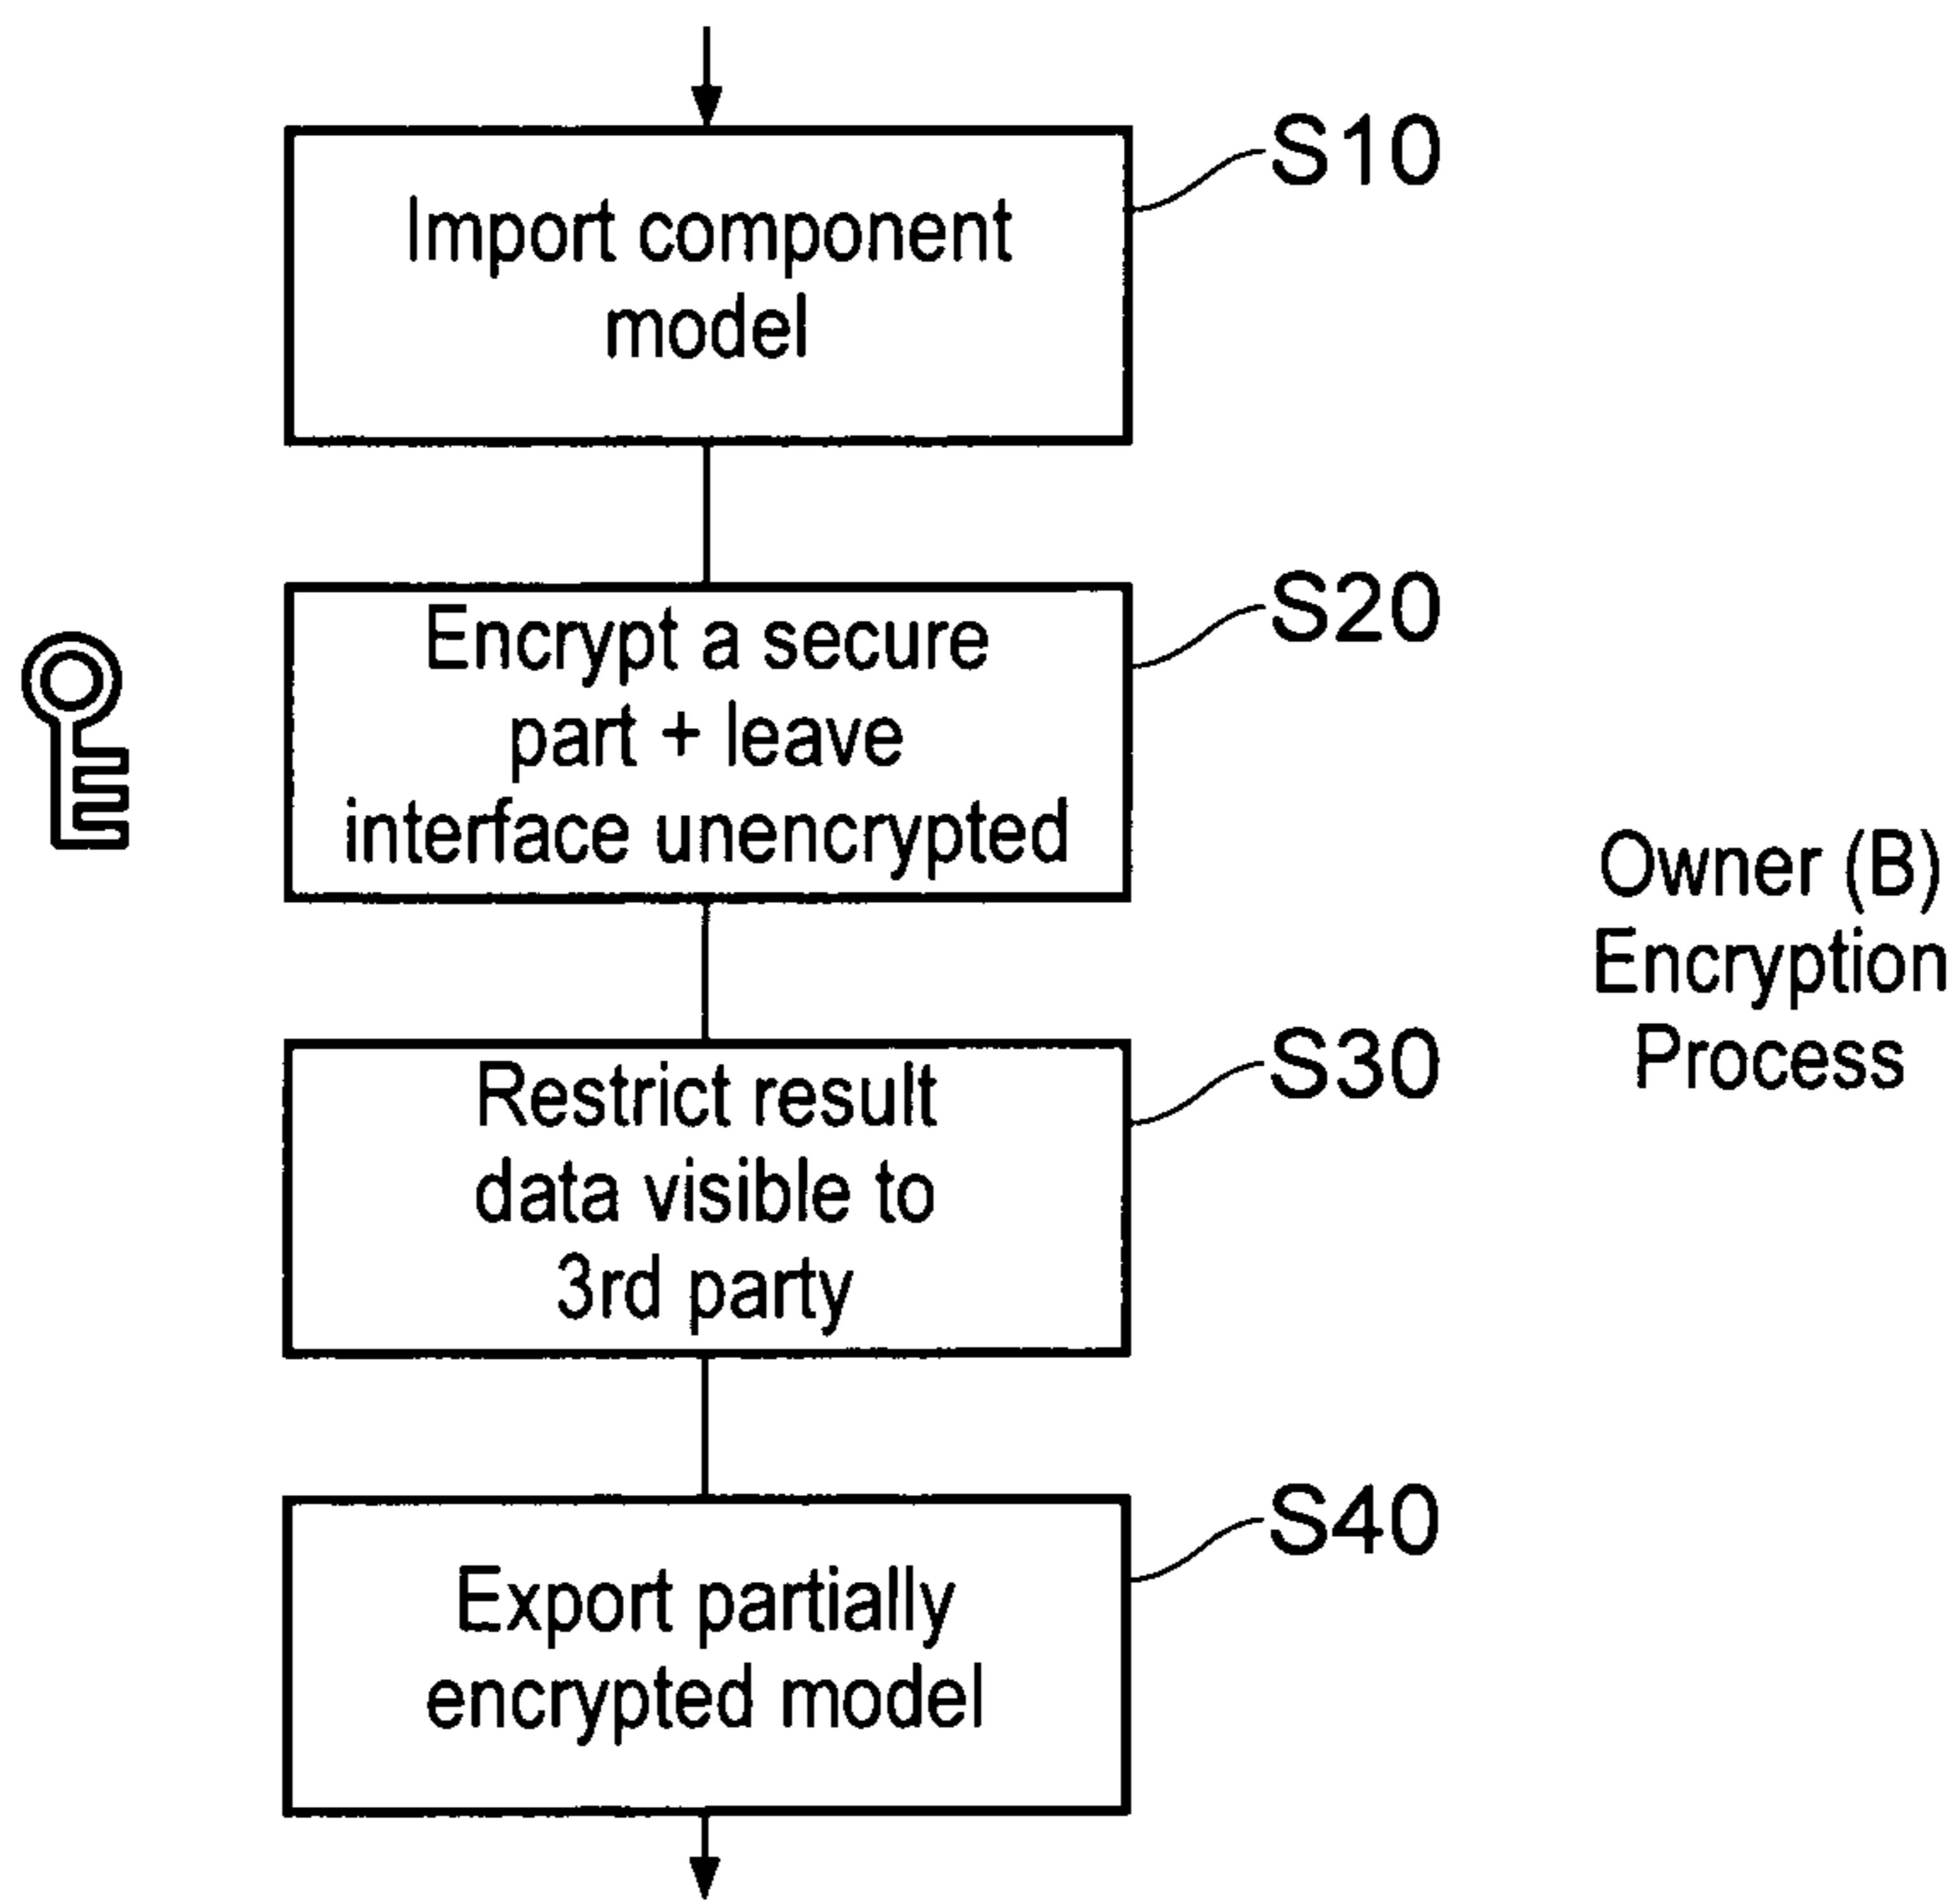 S10
Import component
model
S20
Encrypt a secure
part + leave
interface unencrypted
Owner (B)
Encryption
Process
S30
Restrict result
data visible to
3rd party
S40
Export partially
encrypted model